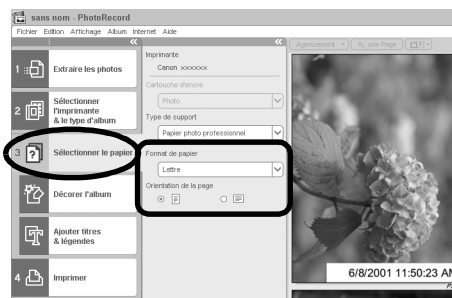 sans nom - PhotoRecord
Fichier Edition Affichage Album Internet Aide
1 Extraire les photos
2 Sélectionner
l'imprimante
& le type d'album
3 Sélectionner le papier
Décorer l'album
Ajouter titres
& légendes
4 Imprimer
Imprimante
Canon xxxxxx
Cartouche d'encre
Photo
Type de support
Papier photo professionnel
Format de papier
Lettre
Orientation de la page
Agencement
Aj. une Page
6/8/2001 11:50:23 AM